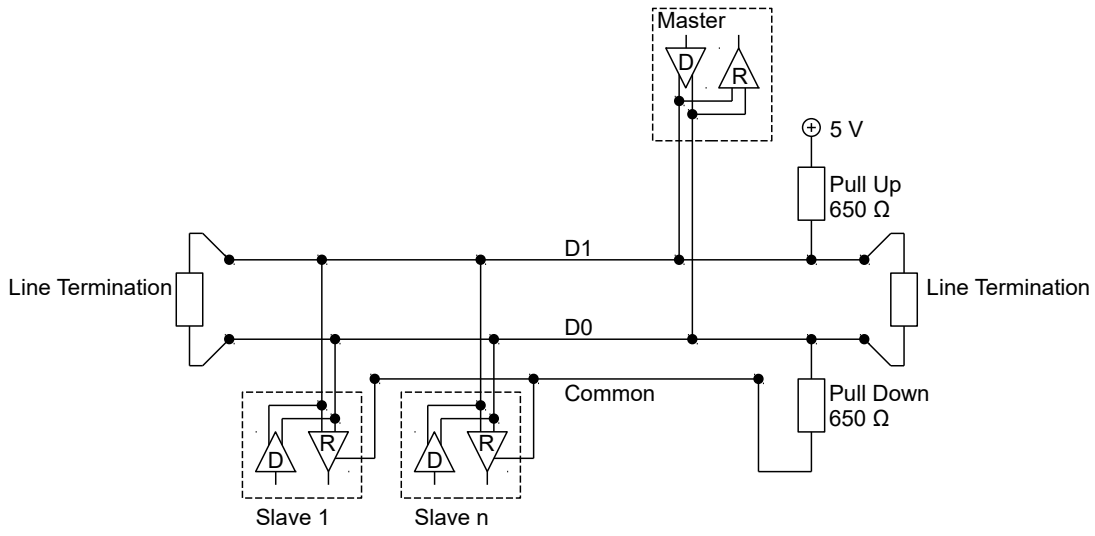 Master
D
R
5 V
Pull Up
650 Ω
D1
Line Termination
Line Termination
D0
Common
Pull Down
650 Ω
D
R
D
R
Slave 1
Slave n